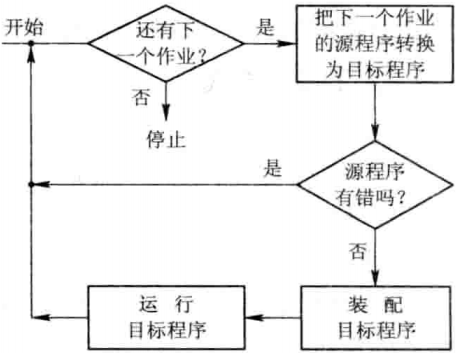 开始
还有下
一个作业?
是
把下一个作业
的源程序转换
为目标程序
否
停止
源程序
有错吗?
是
否
装 配
目标程序
运 行
目标程序